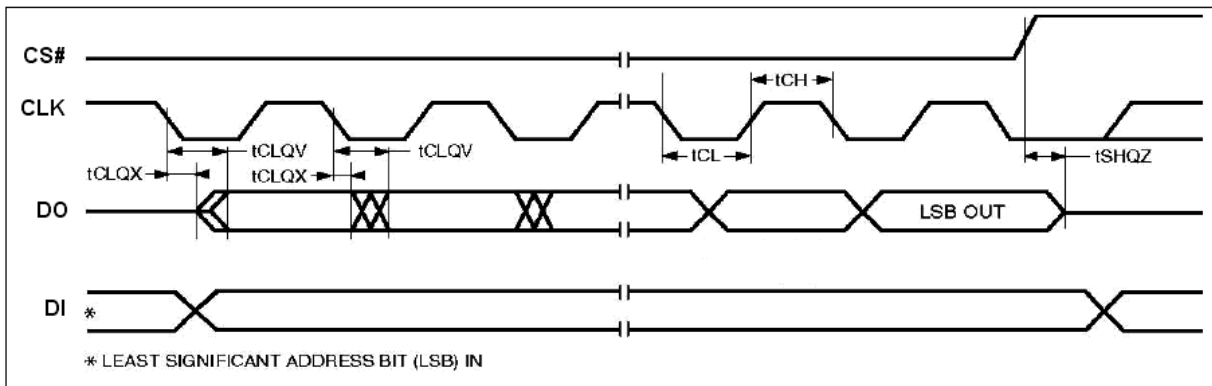 CS#
tCH
CLK
tCLQV
tCLQV
tCL
tSHQZ
tCLQX
tCLQX
DO
LSB OUT
DI
*
* LEAST SIGNIFICANT ADDRESS BIT (LSB) IN